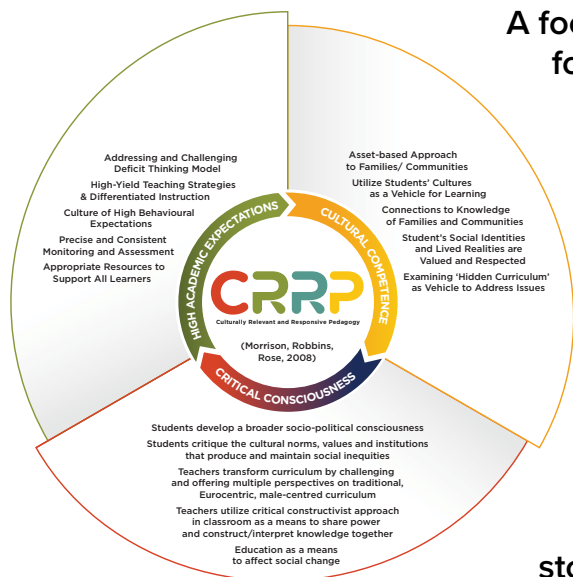 A foc
fo
Addressing and Challenging
Deficit Thinking Model
High-Yield Teaching Strategies
& Differentiated Instruction
Culture of High Behavioural
Expectations
Precise and Consistent
Monitoring and Assessment
Appropriate Resources to
Support All Learners
Asset-based Approach
to Families/ Communities
Utilize Students' Cultures
as a Vehicle for Learning
Connections to Knowledge
of Families and Communities
Student's Social Identities
and Lived Realities are
Valued and Respected
Examining 'Hidden Curriculum'
as Vehicle to Address Issues
HIGH ACADEMIC EXPECTATIONS
CULTURAL COMPETENCE
CRRP
Culturally Relevant and Responsive Pedagogy
(Morrison, Robbins,
Rose, 2008)
CRITICAL CONSCIOUSNESS
Students develop a broader socio-political consciousness
Students critique the cultural norms, values and institutions
that produce and maintain social inequities
Teachers transform curriculum by challenging
and offering multiple perspectives on traditional,
Eurocentric, male-centred curriculum
Teachers utilize critical constructivist approach
in classroom as a means to share power
and construct/interpret knowledge together
Education as a means
to affect social change
sto